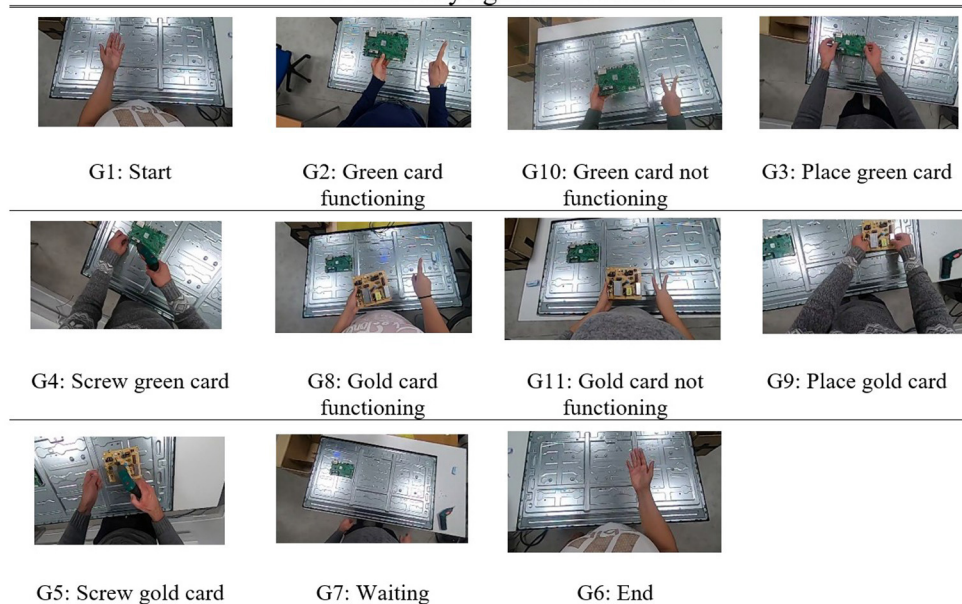 G1: Start
G2: Green card
functioning
G10: Green card not
functioning
G3: Place green card
G4: Screw green card
G8: Gold card
functioning
G11: Gold card not
functioning
G9: Place gold card
G5: Screw gold card
G7: Waiting
G6: End